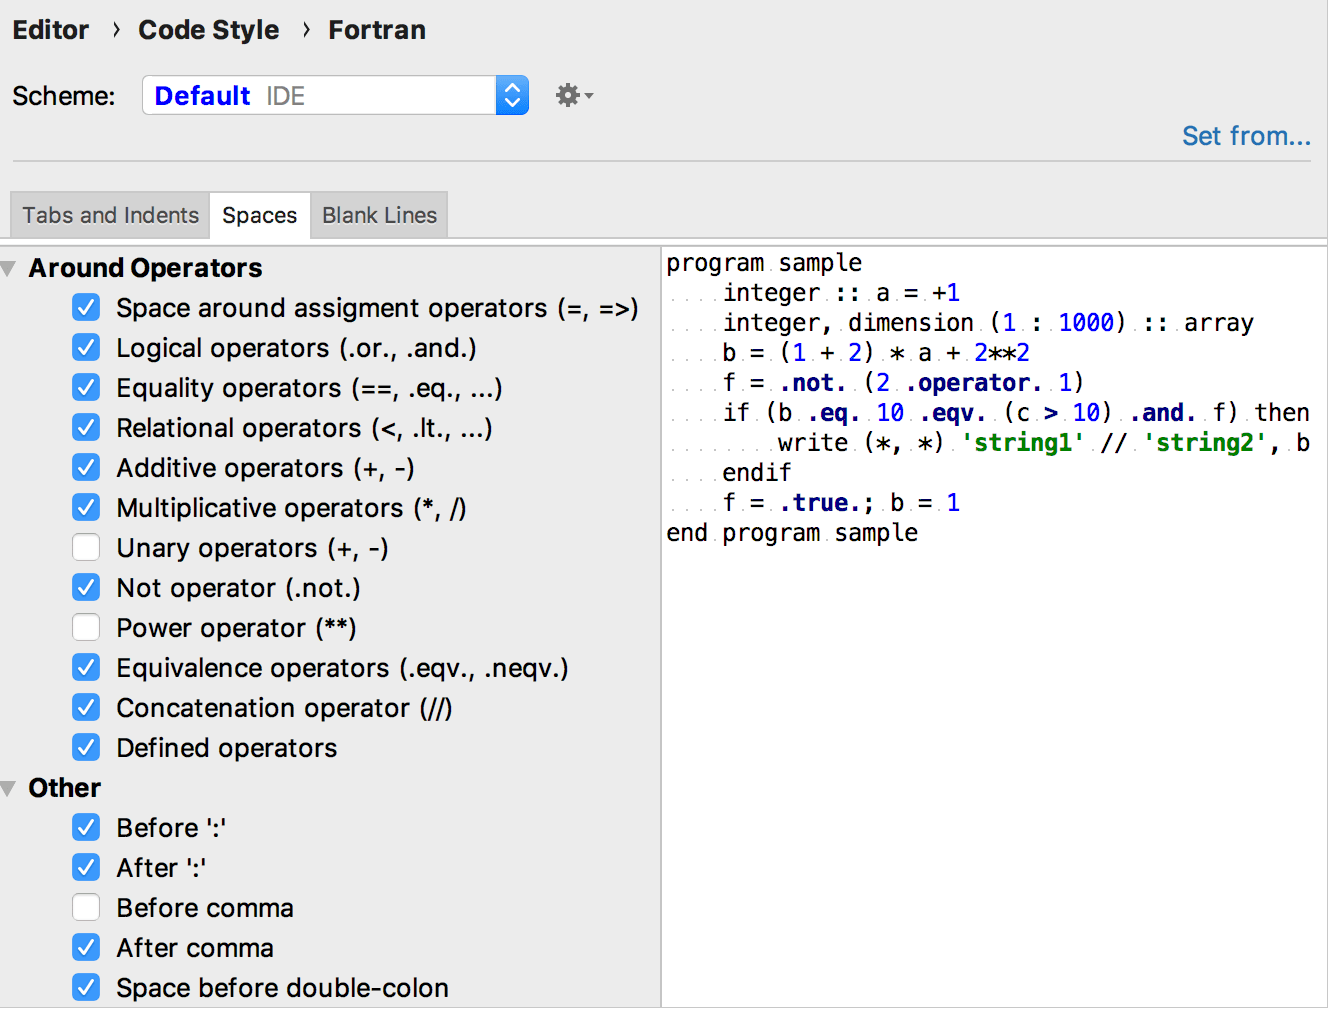 Editor › Code Style › Fortran
Scheme: Default IDE
Set from...
Tabs and Indents Spaces Blank Lines
Around Operators
Space around assigment operators (=, =>)
Logical operators (.or., .and.)
Equality operators (==, .eq., ...)
Relational operators (<, .lt., ...)
Additive operators (+, -)
Multiplicative operators (*, /)
Unary operators (+, -)
Not operator (.not.)
Power operator (**)
Equivalence operators (.eqv., .neqv.)
Concatenation operator (//)
Defined operators
Other
Before ':'
After ':'
Before comma
After comma
Space before double-colon
program sample
    integer :: a = +1
    integer, dimension (1 : 1000) :: array
    b = (1 + 2) * a + 2**2
    f = .not. (2 .operator. 1)
    if (b .eq. 10 .eqv. (c > 10) .and. f) then
        write (*, *) 'string1' // 'string2', b
    endif
    f = .true.; b = 1
end program sample